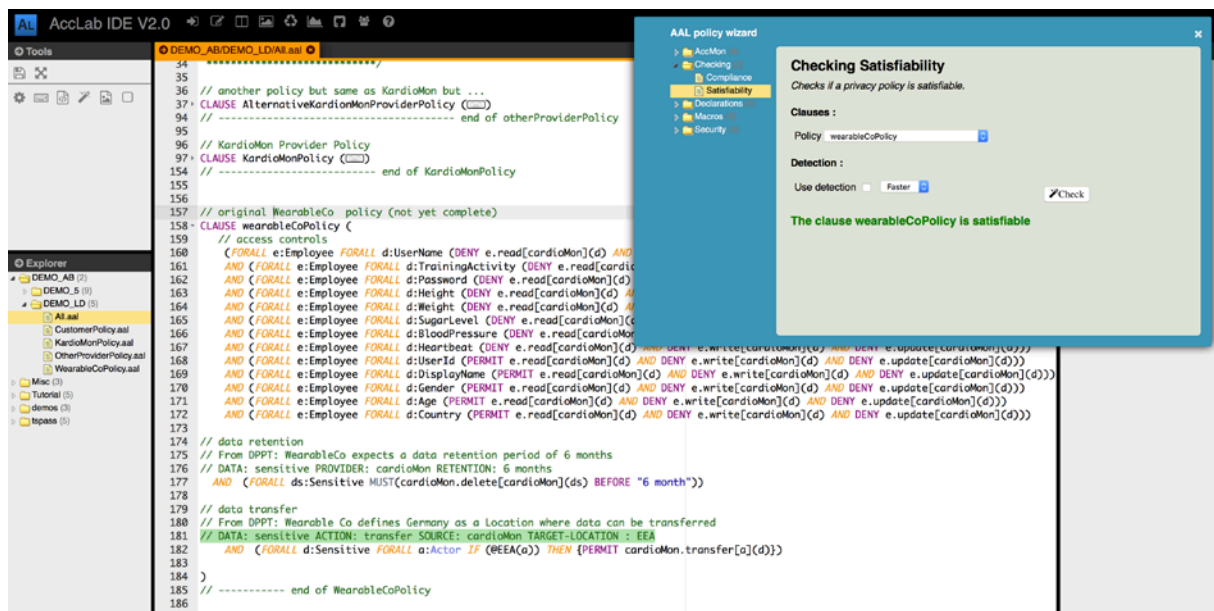 AL AccLab IDE V2.0
Tools
Explorer
DEMO_AB (2)
DEMO_5 (9)
DEMO_LD (5)
All.aal
CustomerPolicy.aal
KardioMonPolicy.aal
OtherProviderPolicy.aal
WearableCoPolicy.aal
Misc (3)
Tutorial (5)
demos (3)
tspass (5)
DEMO_AB/DEMO_LD/All.aal
34 ****************************/
35
36 // another policy but same as KardioMon but ...
37 CLAUSE AlternativeKardionMonProviderPolicy (
94 // ------------------------------------- end of otherProviderPolicy
95
96 // KardioMon Provider Policy
97 CLAUSE KardioMonPolicy (
154 // ------------------------- end of KardioMonPolicy
155
156
157 // original WearableCo policy (not yet complete)
158 CLAUSE wearableCoPolicy (
159 // access controls
160 (FORALL e:Employee FORALL d:UserName (DENY e.read[cardioMon](d) AND
161 AND (FORALL e:Employee FORALL d:TrainingActivity (DENY e.read[cardio
162 AND (FORALL e:Employee FORALL d:Password (DENY e.read[cardioMon](d)
163 AND (FORALL e:Employee FORALL d:Height (DENY e.read[cardioMon](d)
164 AND (FORALL e:Employee FORALL d:Weight (DENY e.read[cardioMon](d)
165 AND (FORALL e:Employee FORALL d:SugarLevel (DENY e.read[cardioMon](
166 AND (FORALL e:Employee FORALL d:BloodPressure (DENY e.read[cardioMon
167 AND (FORALL e:Employee FORALL d:Heartbeat (DENY e.read[cardioMon](d) AND DENY e.write[cardioMon](d) AND DENY e.update[cardioMon](d)))
168 AND (FORALL e:Employee FORALL d:UserId (PERMIT e.read[cardioMon](d) AND DENY e.write[cardioMon](d) AND DENY e.update[cardioMon](d)))
169 AND (FORALL e:Employee FORALL d:DisplayName (PERMIT e.read[cardioMon](d) AND DENY e.write[cardioMon](d) AND DENY e.update[cardioMon](d)))
170 AND (FORALL e:Employee FORALL d:Gender (PERMIT e.read[cardioMon](d) AND DENY e.write[cardioMon](d) AND DENY e.update[cardioMon](d)))
171 AND (FORALL e:Employee FORALL d:Age (PERMIT e.read[cardioMon](d) AND DENY e.write[cardioMon](d) AND DENY e.update[cardioMon](d)))
172 AND (FORALL e:Employee FORALL d:Country (PERMIT e.read[cardioMon](d) AND DENY e.write[cardioMon](d) AND DENY e.update[cardioMon](d)))
173
174 // data retention
175 // From DPPT: WearableCo expects a data retention period of 6 months
176 // DATA: sensitive PROVIDER: cardioMon RETENTION: 6 months
177 AND (FORALL ds:Sensitive MUST(cardioMon.delete[cardioMon](ds) BEFORE "6 month"))
178
179 // data transfer
180 // From DPPT: Wearable Co defines Germany as a Location where data can be transferred
181 // DATA: sensitive ACTION: transfer SOURCE: cardioMon TARGET-LOCATION : EEA
182 AND (FORALL d:Sensitive FORALL a:Actor IF (@EEA(a)) THEN {PERMIT cardioMon.transfer[a](d)})
183
184 )
185 // ----------- end of WearableCoPolicy
186
AAL policy wizard
AccMon
Checking
Compliance
Satisfiability
Declarations
Macros
Security
Checking Satisfiability
Checks if a privacy policy is satisfiable.
Clauses :
Policy wearableCoPolicy
Detection :
Use detection Faster
Check
The clause wearableCoPolicy is satisfiable